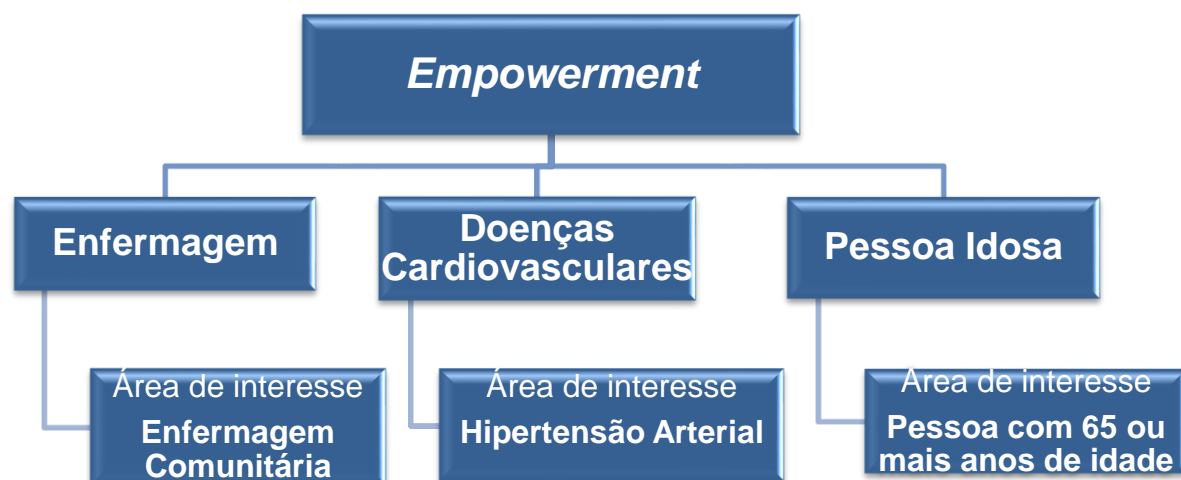 Empowerment
Enfermagem
Doenças
Cardiovasculares
Pessoa Idosa
Área de interesse
Enfermagem
Comunitária
Área de interesse
Hipertensão Arterial
Área de interesse
Pessoa com 65 ou
mais anos de idade